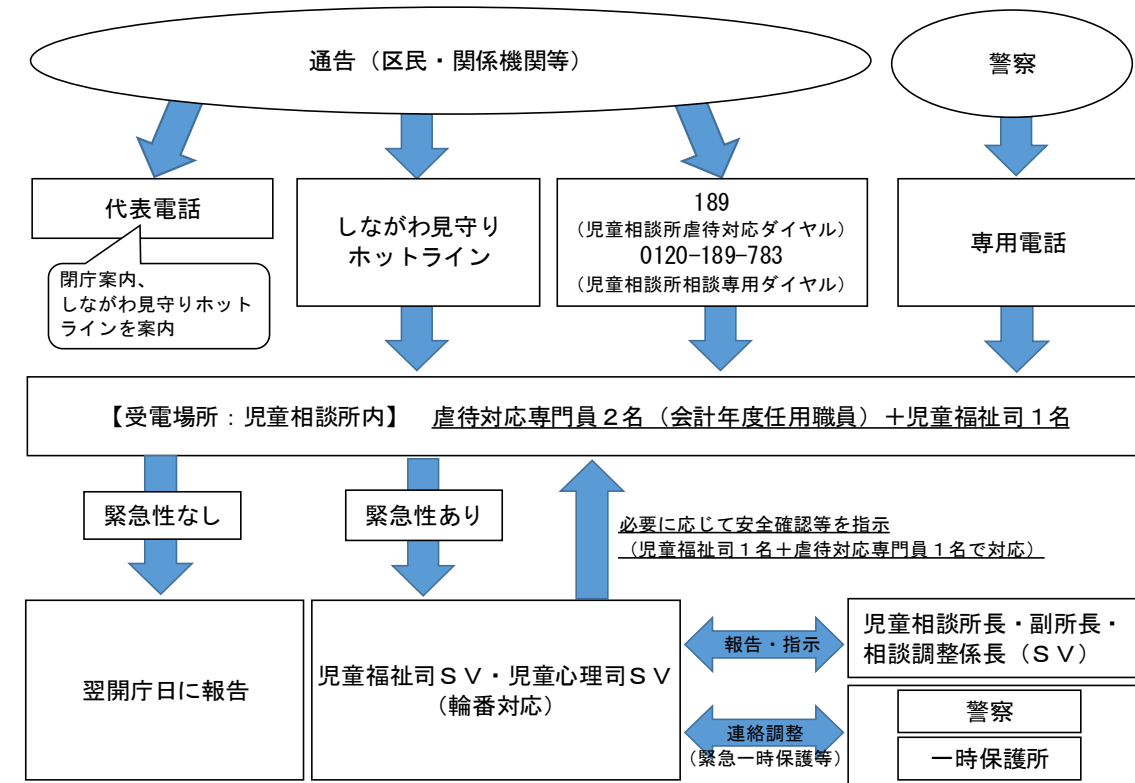 通告（区民・関係機関等）
警察
代表電話
閉庁案内、
しながわ見守りホット
ラインを案内
しながわ見守り
ホットライン
189
（児童相談所虐待対応ダイヤル）
0120-189-783
（児童相談所相談専用ダイヤル）
専用電話
【受電場所：児童相談所内】　虐待対応専門員２名（会計年度任用職員）＋児童福祉司１名
緊急性なし
緊急性あり
必要に応じて安全確認等を指示
（児童福祉司１名＋虐待対応専門員１名で対応）
翌開庁日に報告
児童福祉司ＳＶ・児童心理司ＳＶ
（輪番対応）
報告・指示
児童相談所長・副所長・
相談調整係長（ＳＶ）
連絡調整
（緊急一時保護等）
警察
一時保護所